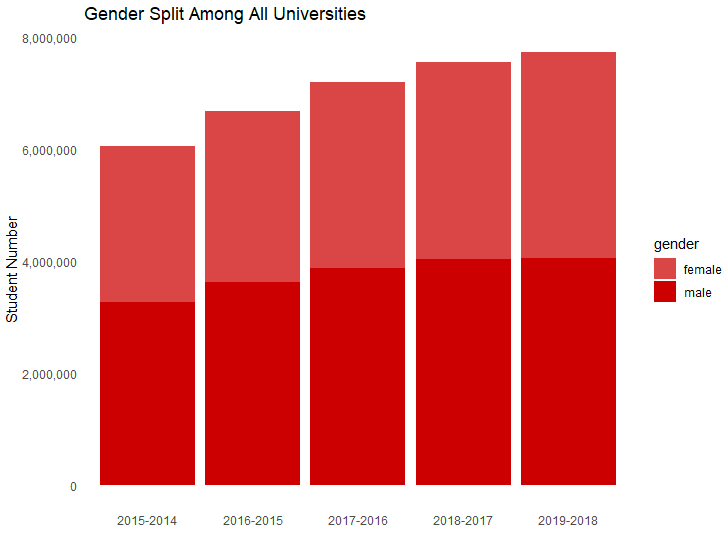 Gender Split Among All Universities
8,000,000
6,000,000
4,000,000
2,000,000
0
Student Number
2015-2014
2016-2015
2017-2016
2018-2017
2019-2018
gender
female
male